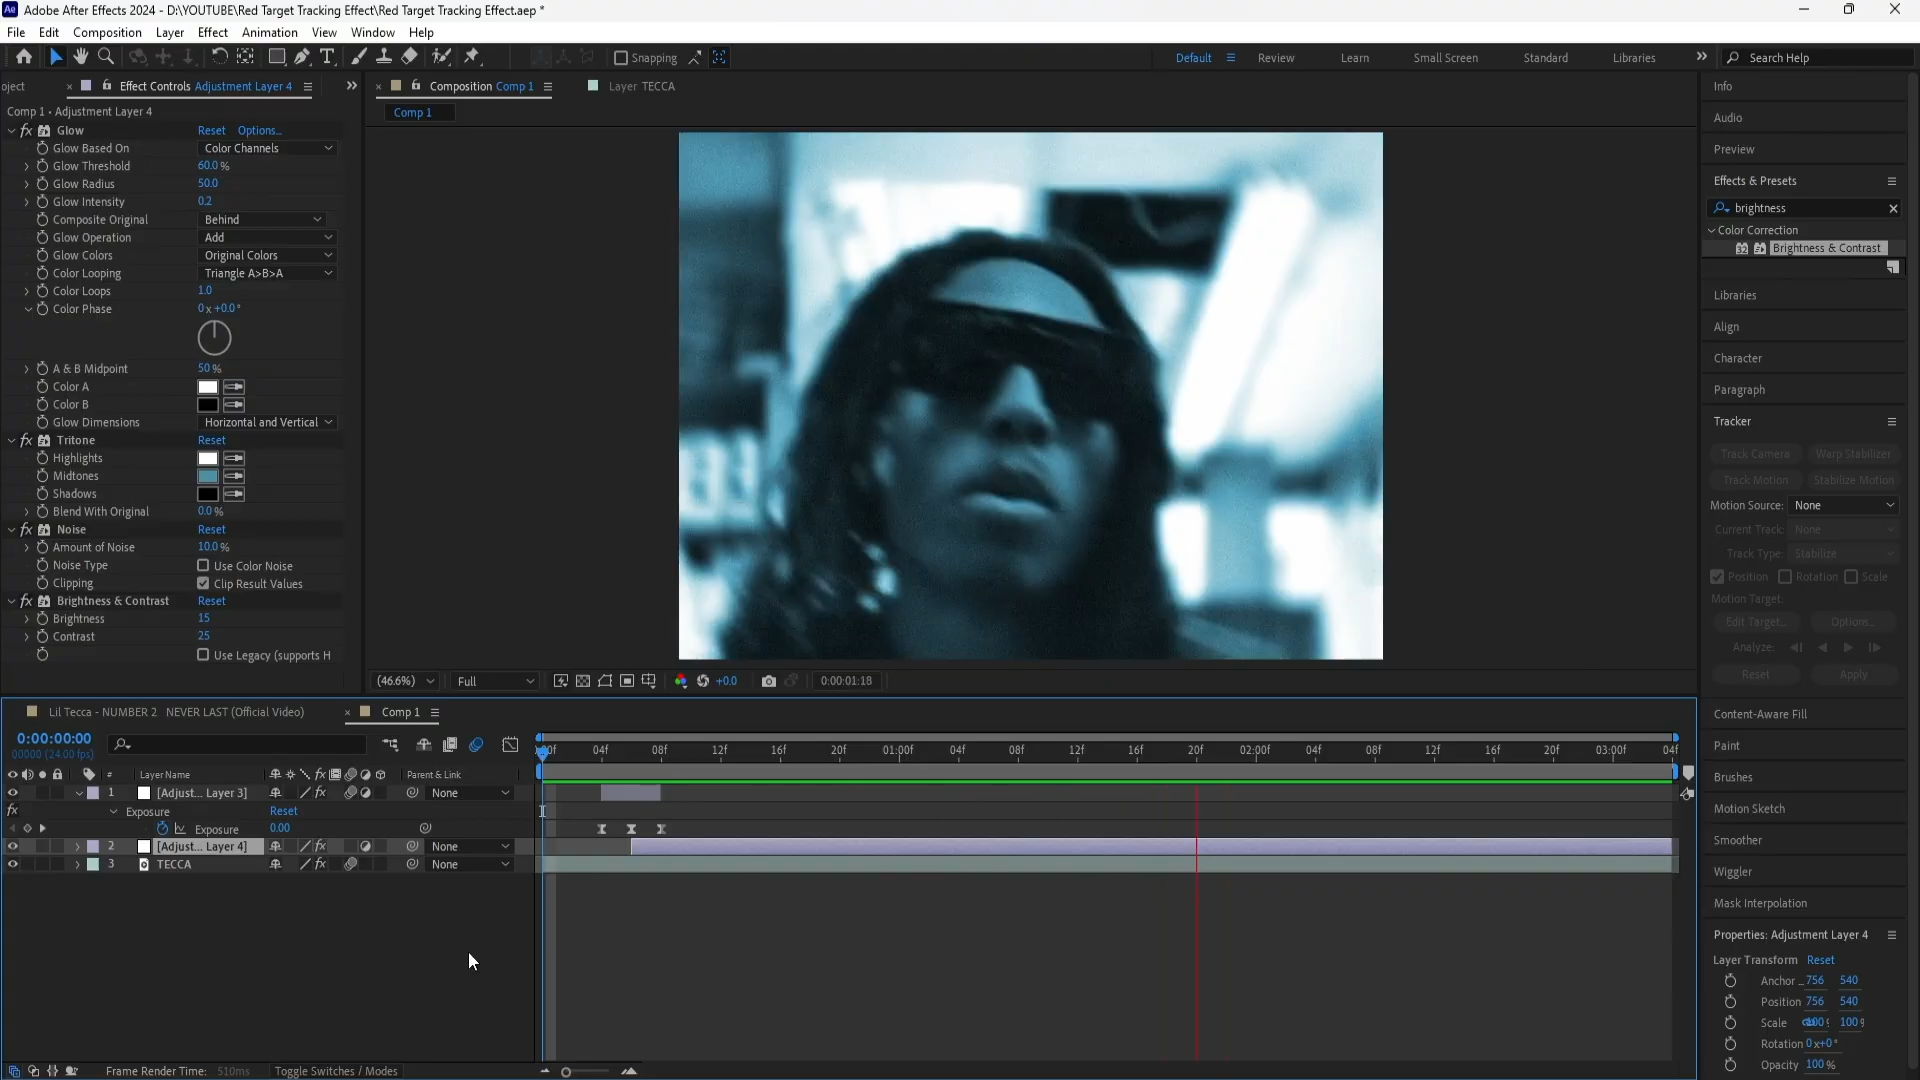 Adobe After Effects 2024 - D:\YOUTUBE\Red Target Tracking Effect\Red Target Tracking Effect.aep *
File Edit Composition Layer Effect Animation View Window Help
Snapping Default Review Learn Small Screen Standard Libraries Search Help
oject Effect Controls Adjustment Layer 4
Composition Comp 1 Layer TECCA
Comp 1
Comp 1 • Adjustment Layer 4
fx Glow Reset Options...
Glow Based On Color Channels
Glow Threshold 60.0 %
Glow Radius 50.0
Glow Intensity 0.2
Composite Original Behind
Glow Operation Add
Glow Colors Original Colors
Color Looping Triangle A>B>A
Color Loops 1.0
Color Phase 0 x +0.0 °
A & B Midpoint 50 %
Color A
Color B
Glow Dimensions Horizontal and Vertical
fx Tritone Reset
Highlights
Midtones
Shadows
Blend With Original 0.0 %
fx Noise Reset
Amount of Noise 10.0 %
Noise Type Use Color Noise
Clipping Clip Result Values
fx Brightness & Contrast Reset
Brightness 15
Contrast 25
Use Legacy (supports H
(46.6%) Full +0.0 0:00:01:18
Info
Audio
Preview
Effects & Presets
brightness
Color Correction
32 Brightness & Contrast
Libraries
Align
Character
Paragraph
Tracker
Track Camera Warp Stabilizer
Track Motion Stabilize Motion
Motion Source: None
Current Track: None
Track Type: Stabilize
Position Rotation Scale
Motion Target:
Edit Target... Options...
Analyze:
Reset Apply
Content-Aware Fill
Paint
Brushes
Motion Sketch
Smoother
Wiggler
Mask Interpolation
Properties: Adjustment Layer 4
Layer Transform Reset
Anchor .. 756 540
Position 756 540
Scale 100 100
Rotation 0 x+0 °
Opacity 100 %
Lil Tecca - NUMBER 2 NEVER LAST (Official Video) Comp 1
0:00:00:00
00000 (24.00 fps)
:00f 04f 08f 12f 16f 20f 01:00f 04f 08f 12f 16f 20f 02:00f 04f 08f 12f 16f 20f 03:00f 04f
# Layer Name fx Parent & Link
1 [Adjust... Layer 3] fx None
fx Exposure Reset
Exposure 0.00
2 [Adjust... Layer 4] fx None
3 TECCA fx None
Frame Render Time: 510ms Toggle Switches / Modes